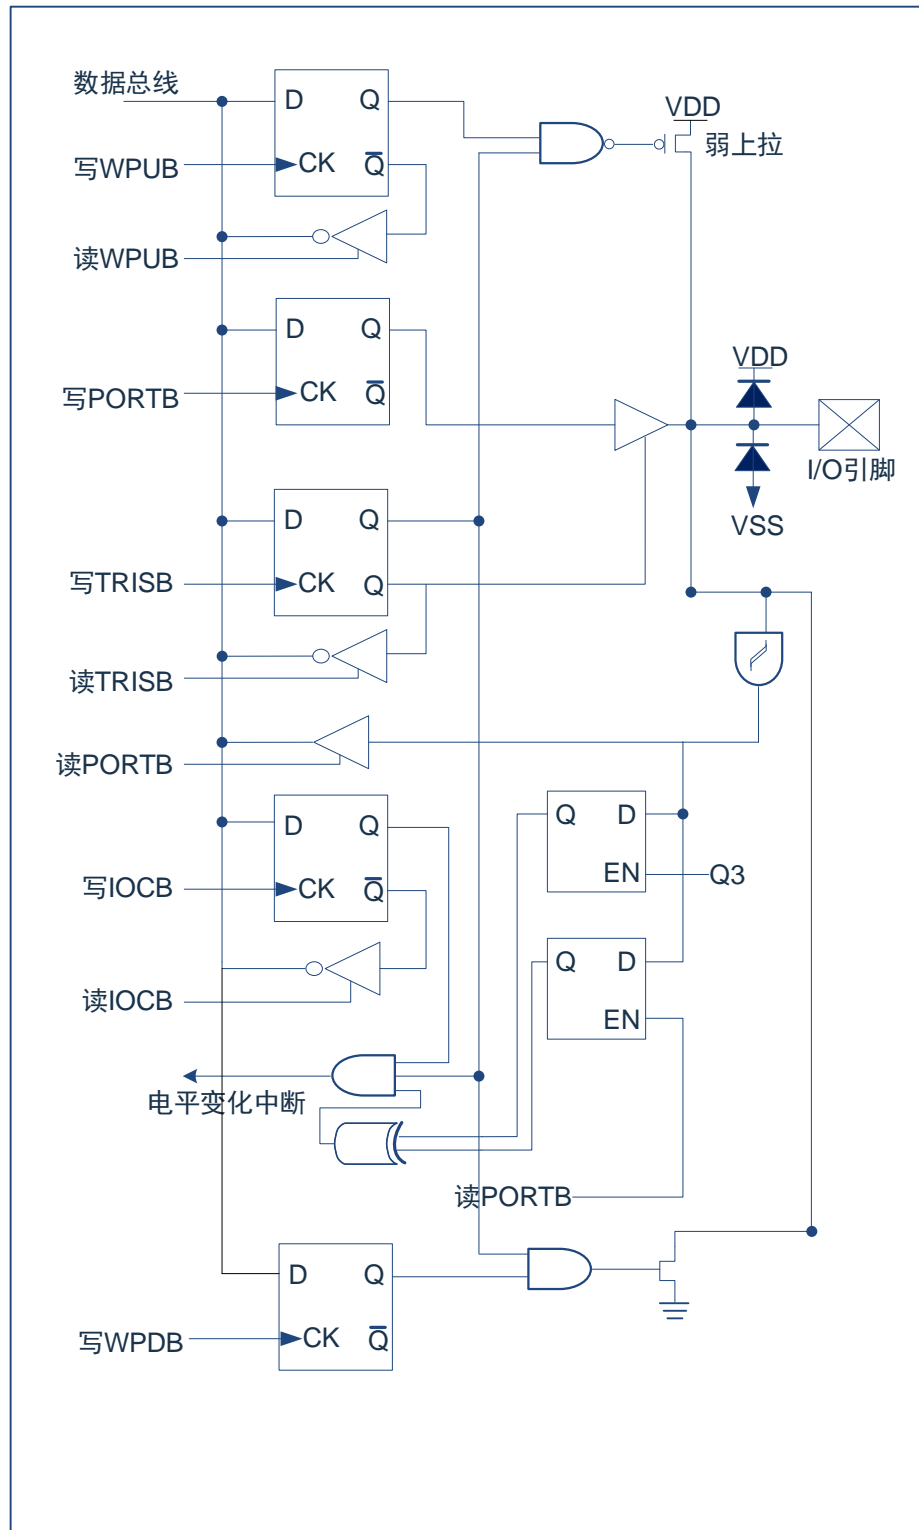 数据总线
D Q
VDD
弱上拉
写WPUB
CK Q̅
读WPUB
D Q
VDD
写PORTB
CK Q̅
I/O引脚
VSS
D Q
写TRISB
CK Q
读TRISB
读PORTB
D Q
Q D
写IOCB
CK Q̅
EN
Q3
Q D
读IOCB
EN
电平变化中断
读PORTB
D Q
写WPDB
CK Q̅